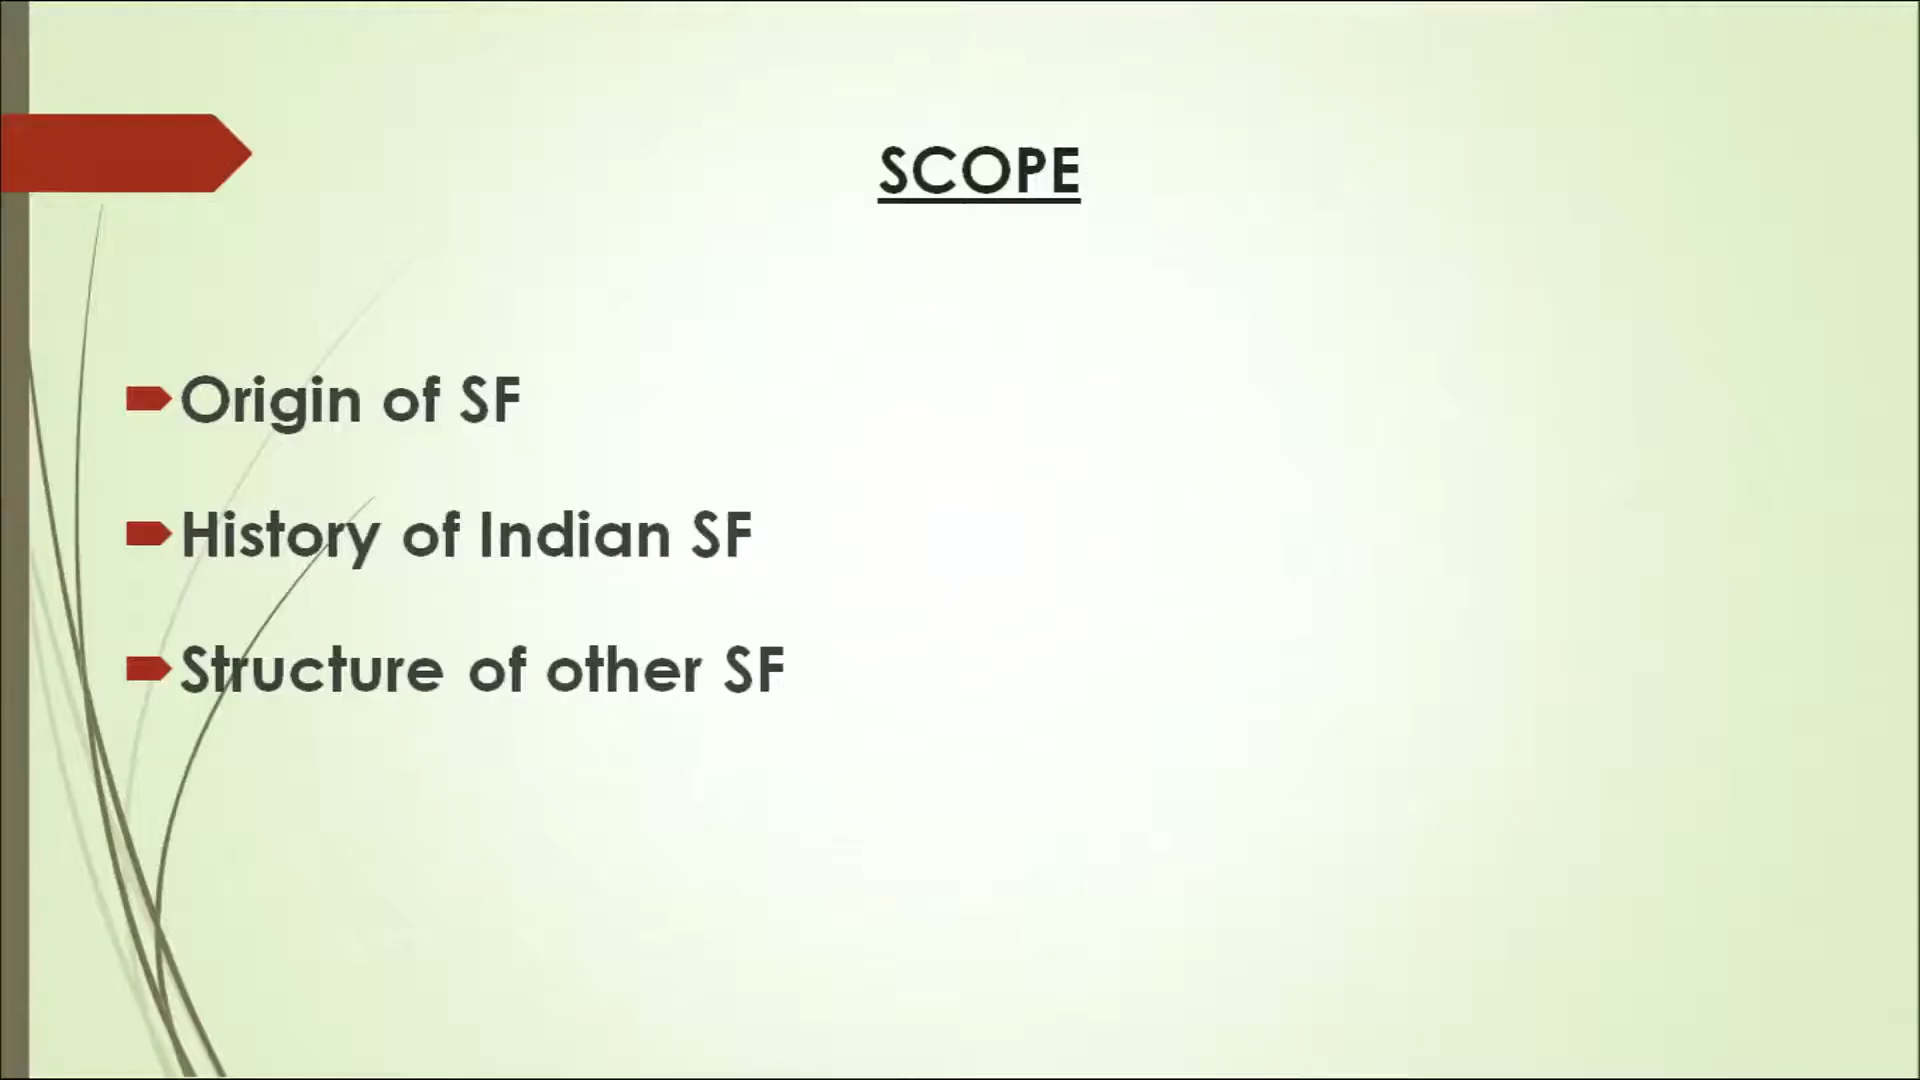 SCOPE
Origin of SF
History of Indian SF
Structure of other SF